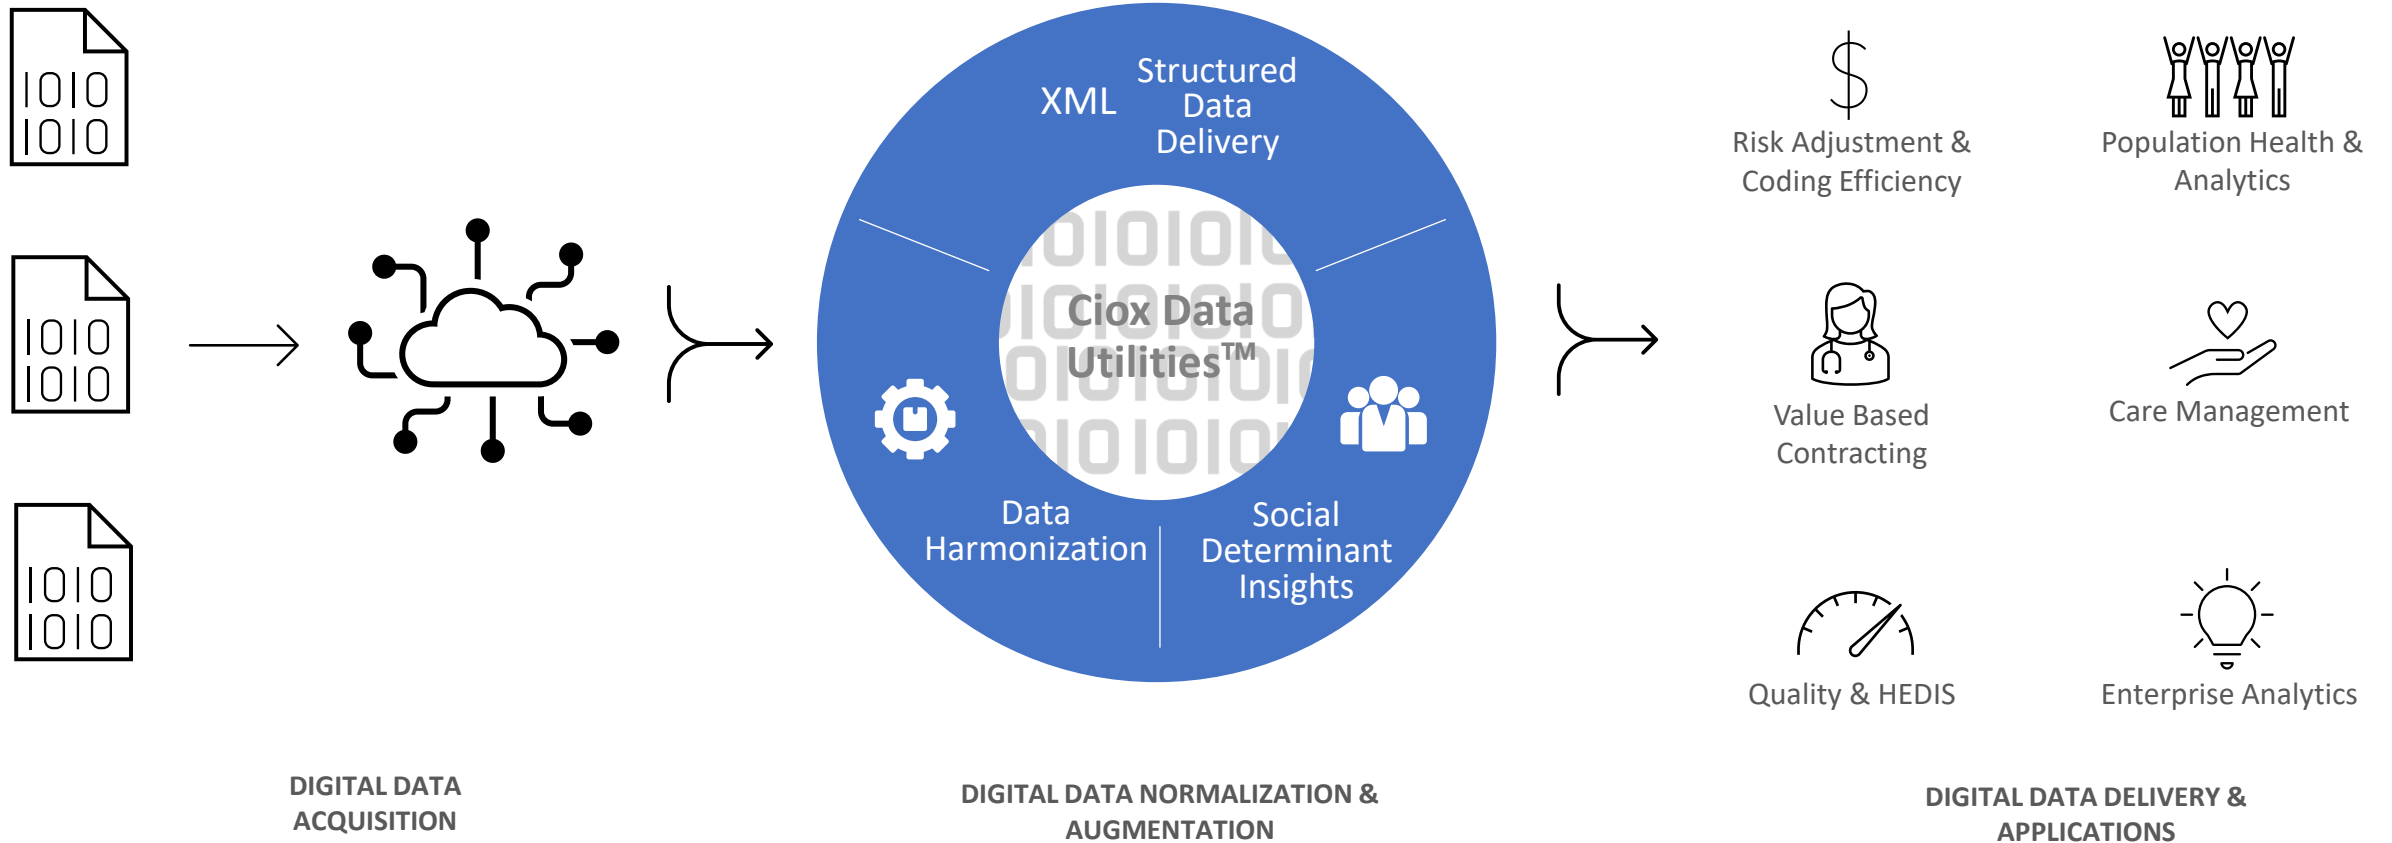 1010
1010
1010
1010
1010
1010
XML
Structured
Data
Delivery
Ciox Data
Utilities™
Data
Harmonization
Social
Determinant
Insights
Risk Adjustment &
Coding Efficiency
Population Health &
Analytics
Value Based
Contracting
Care Management
Quality & HEDIS
Enterprise Analytics
DIGITAL DATA
ACQUISITION
DIGITAL DATA NORMALIZATION &
AUGMENTATION
DIGITAL DATA DELIVERY &
APPLICATIONS